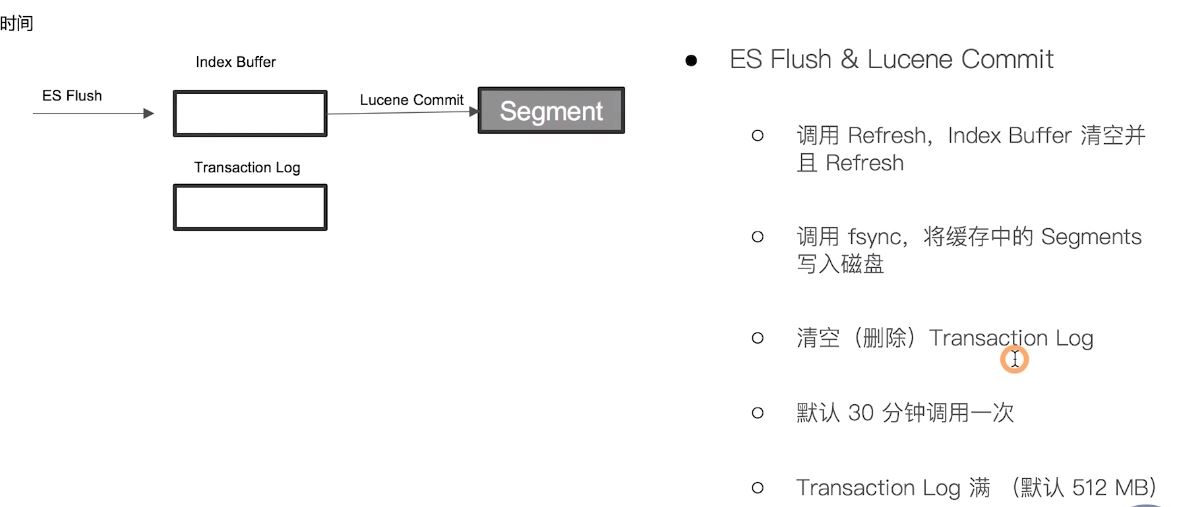 时间
Index Buffer
ES Flush
Lucene Commit
Segment
Transaction Log
ES Flush & Lucene Commit
调用 Refresh，Index Buffer 清空并
且 Refresh
调用 fsync，将缓存中的 Segments
写入磁盘
清空（删除）Transaction Log
默认 30 分钟调用一次
Transaction Log 满 （默认 512 MB）